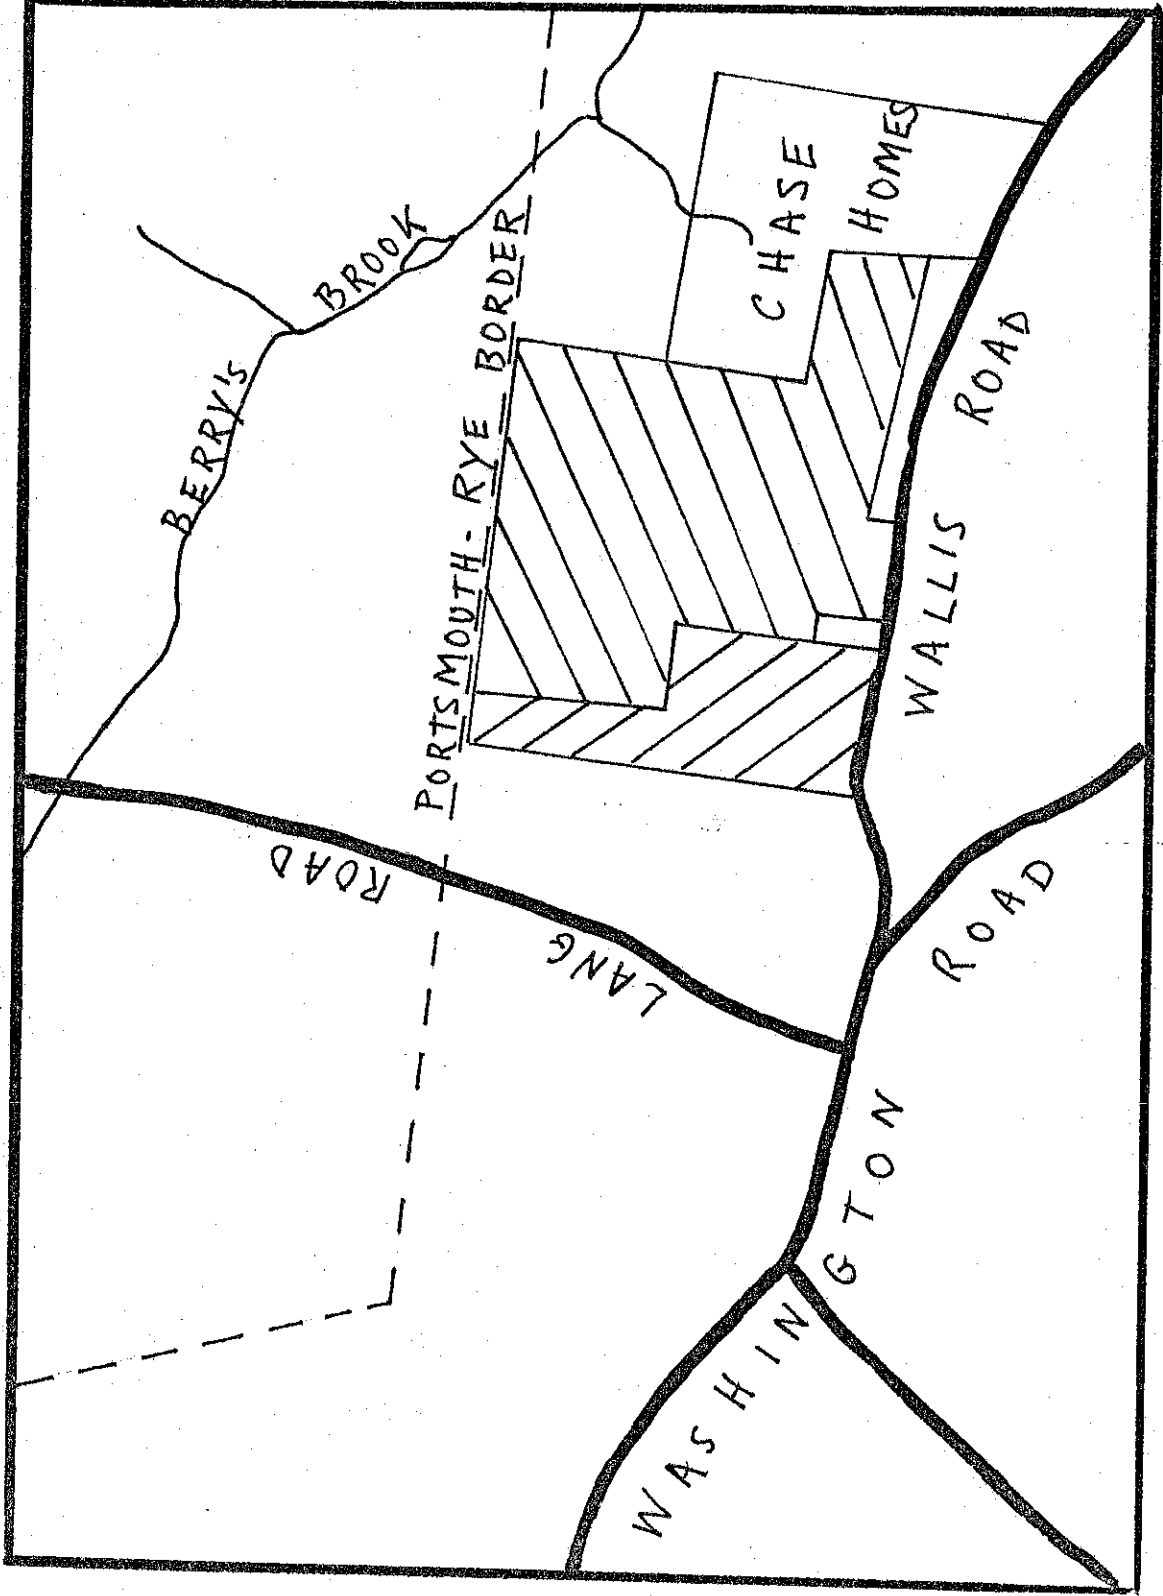 BERRY'S BROOK
PORTSMOUTH - RYE BORDER
CHASE
HOMES
LANG ROAD
WALLIS ROAD
WASHINGTON ROAD